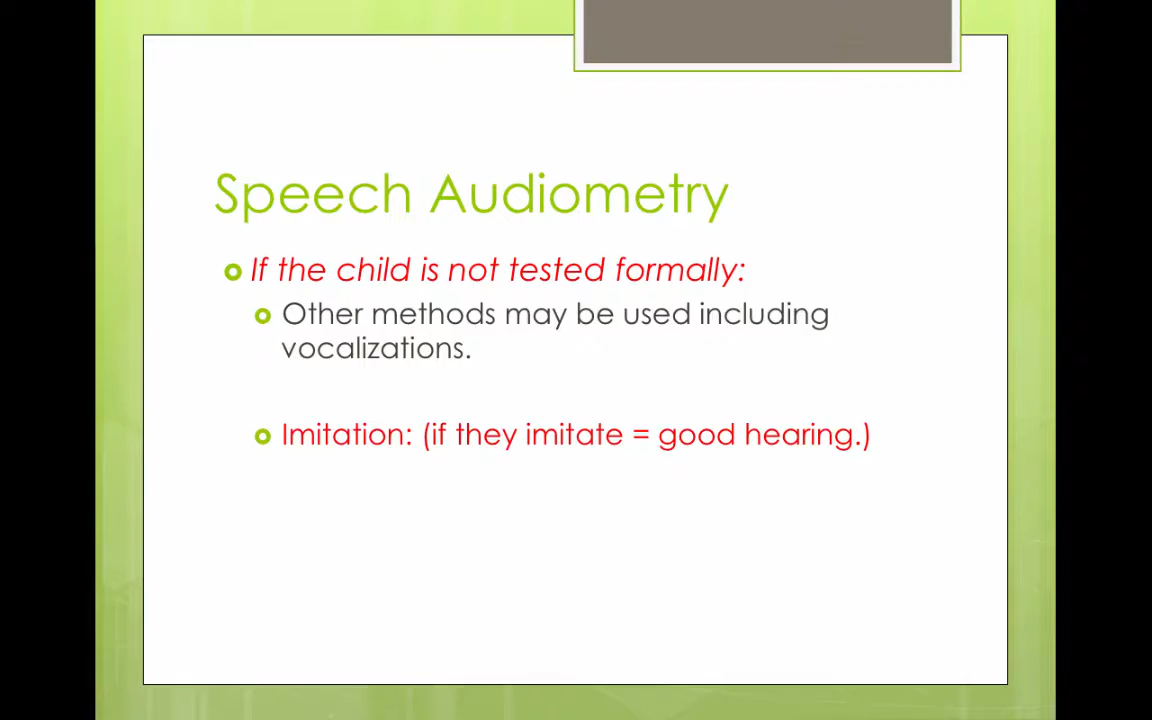 Speech Audiometry
If the child is not tested formally:
Other methods may be used including
vocalizations.
Imitation: (if they imitate = good hearing.)